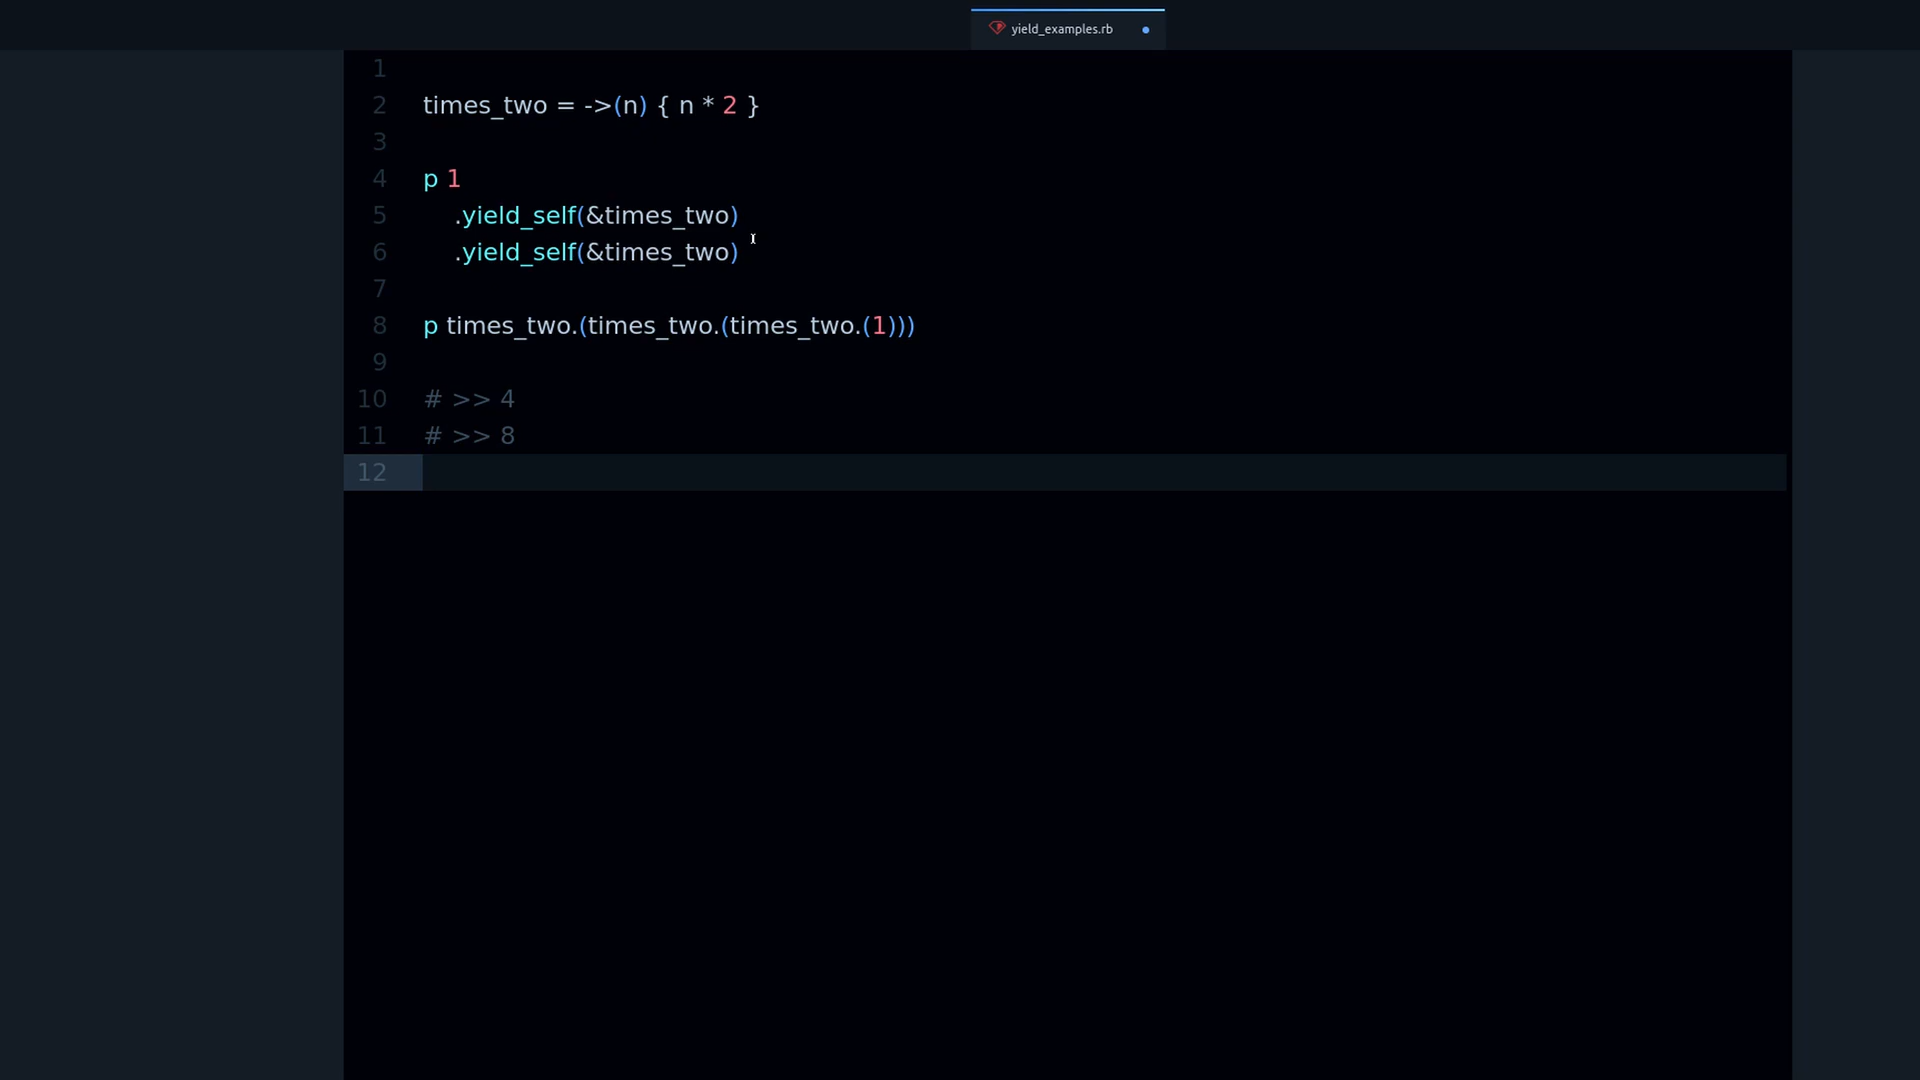 yield_examples.rb
1
2 times_two = ->(n) { n * 2 }
3
4 p 1
5 .yield_self(&times_two)
6 .yield_self(&times_two)
7
8 p times_two.(times_two.(times_two.(1)))
9
10 # >> 4
11 # >> 8
12